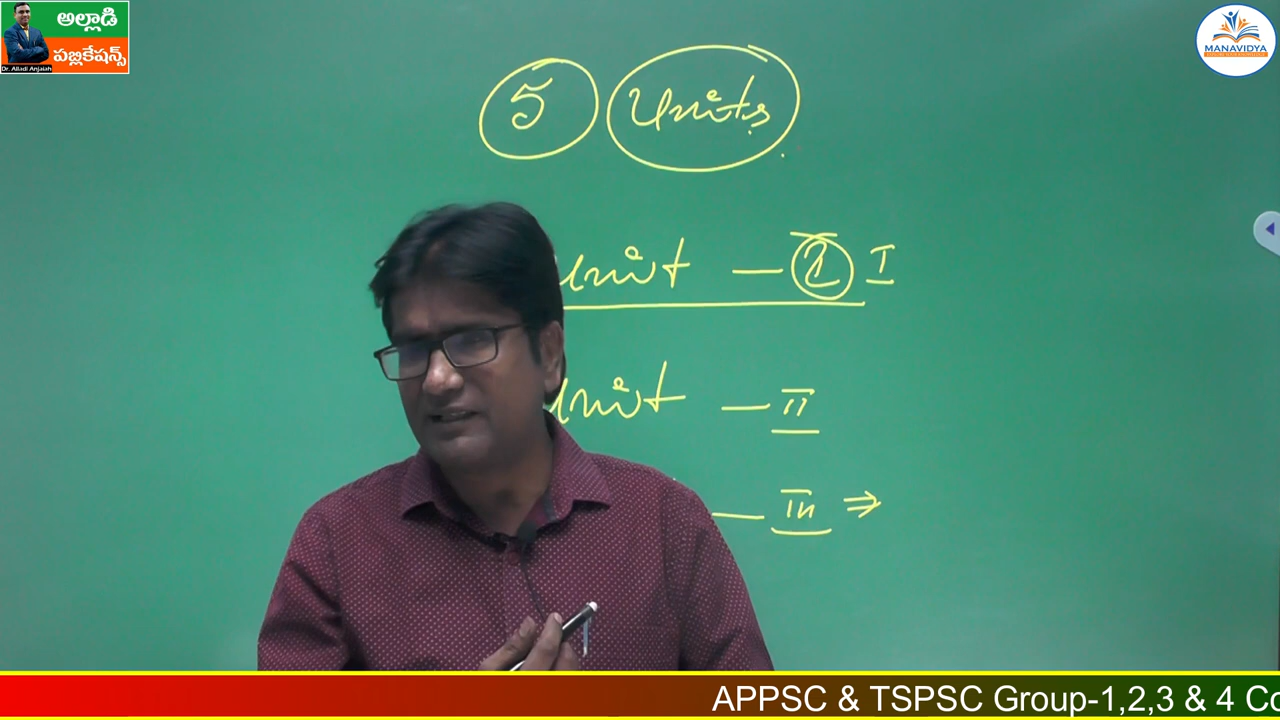 అల్లాడి
పబ్లికేషన్స్
Dr. Alladi Anjaiah
MANAVIDYA
5 Units
Unit — I I
Unit — II
— III ⇒
APPSC & TSPSC Group-1,2,3 & 4 Co